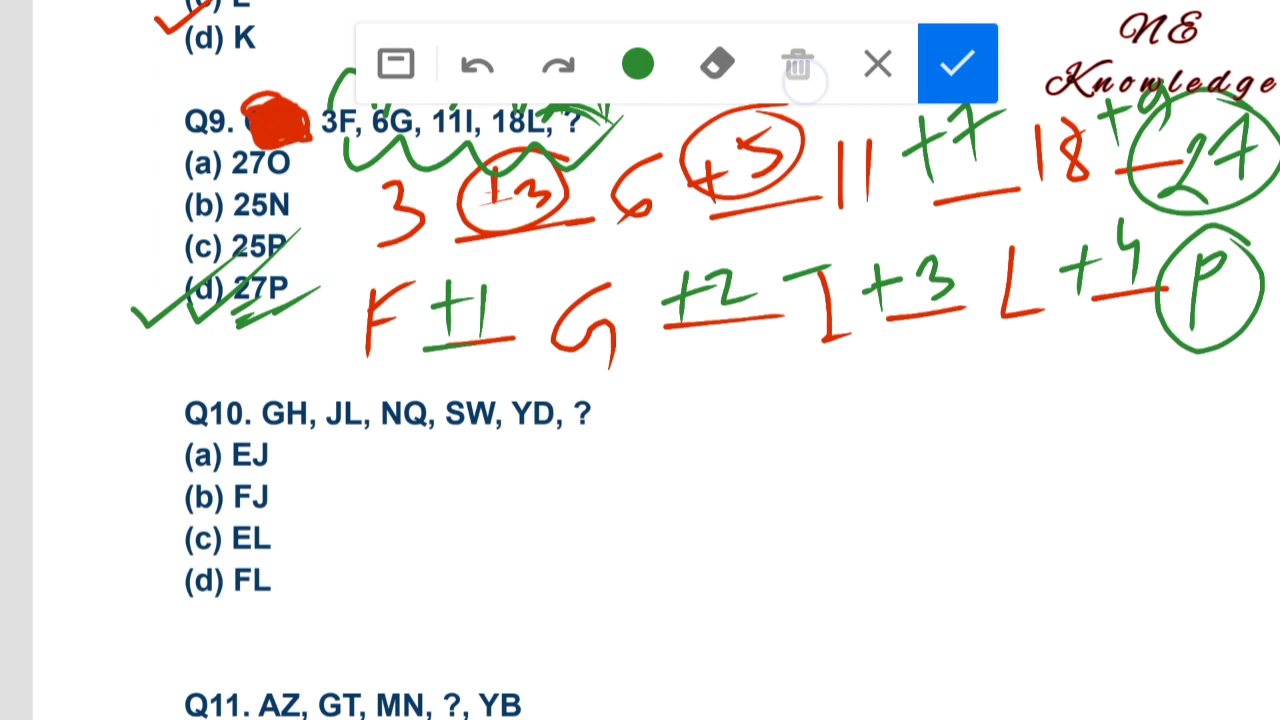 (d) K
NE
Knowledge
Q9. 3F, 6G, 11I, 18L, ?
(a) 27O
(b) 25N
(c) 25P
(d) 27P
3 +3 6 +5 11 +7 18 +9 27
F +1 G +2 I +3 L +4 P
Q10. GH, JL, NQ, SW, YD, ?
(a) EJ
(b) FJ
(c) EL
(d) FL
Q11. AZ, GT, MN, ?, YB